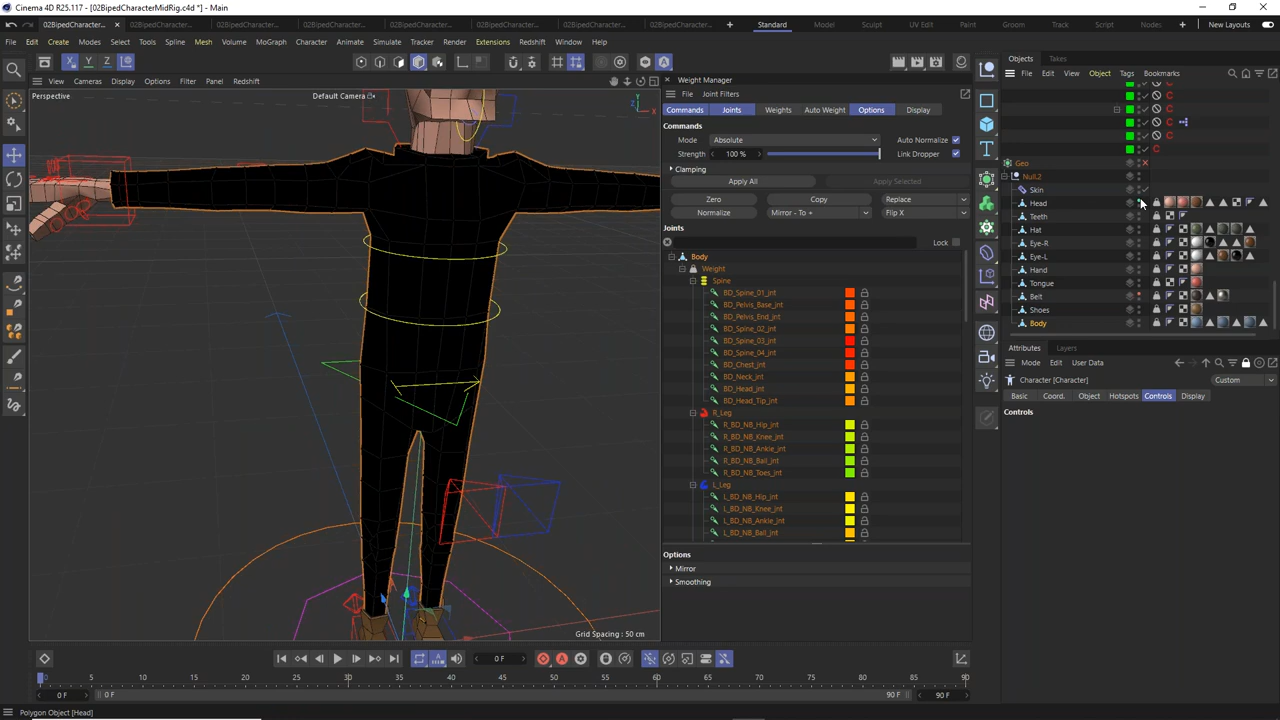 Cinema 4D R25.117 - [02BipedCharacterMidRig.c4d *] - Main
02BipedCharacter...
02BipedCharacter...
02BipedCharacter...
02BipedCharacter...
02BipedCharacter...
02BipedCharacter...
02BipedCharacter...
02BipedCharacter...
Standard
Model
Sculpt
UV Edit
Paint
Groom
Track
Script
Nodes
New Layouts
File Edit Create Modes Select Tools Spline Mesh Volume MoGraph Character Animate Simulate Tracker Render Extensions Redshift Window Help
X Y Z
View Cameras Display Options Filter Panel Redshift
Perspective
Default Camera
Grid Spacing : 50 cm
Weight Manager
File Joint Filters
Commands Joints Weights Auto Weight Options Display
Commands
Mode Absolute Auto Normalize
Strength 100 % Link Dropper
Clamping
Apply All Apply Selected
Zero Copy Replace
Normalize Mirror - To + Flip X
Joints
Lock
Body
Weight
Spine
BD_Spine_01_jnt
BD_Pelvis_Base_jnt
BD_Pelvis_End_jnt
BD_Spine_02_jnt
BD_Spine_03_jnt
BD_Spine_04_jnt
BD_Chest_jnt
BD_Neck_jnt
BD_Head_jnt
BD_Head_Tip_jnt
R_Leg
R_BD_NB_Hip_jnt
R_BD_NB_Knee_jnt
R_BD_NB_Ankle_jnt
R_BD_NB_Ball_jnt
R_BD_NB_Toes_jnt
L_Leg
L_BD_NB_Hip_jnt
L_BD_NB_Knee_jnt
L_BD_NB_Ankle_jnt
L_BD_NB_Ball_jnt
Options
Mirror
Smoothing
Objects Takes
File Edit View Object Tags Bookmarks
Geo
Null.2
Skin
Head
Teeth
Hat
Eye-R
Eye-L
Hand
Tongue
Belt
Shoes
Body
Attributes Layers
Mode Edit User Data
Character [Character]
Custom
Basic Coord. Object Hotspots Controls Display
Controls
0 F
0 5 10 15 20 25 30 35 40 45 50 55 60 65 70 75 80 85 90
0 F 0 F 90 F 90 F
Polygon Object [Head]